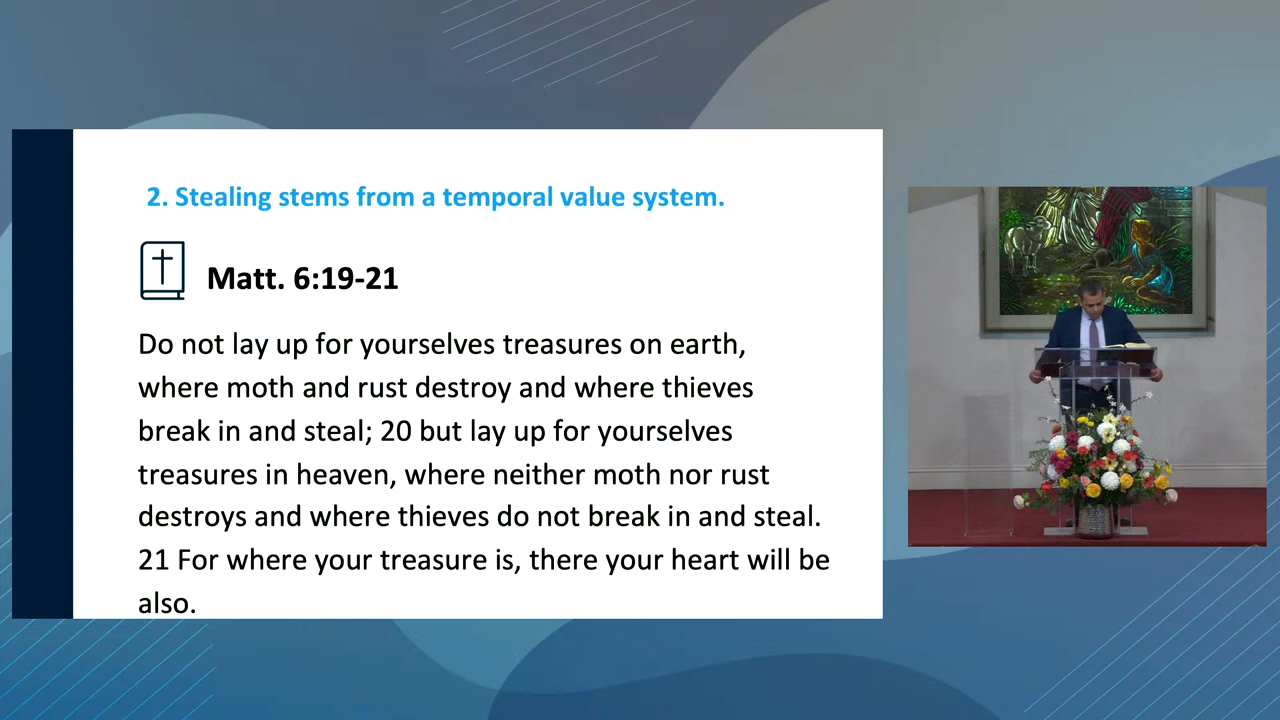 2. Stealing stems from a temporal value system.
Matt. 6:19-21
Do not lay up for yourselves treasures on earth,
where moth and rust destroy and where thieves
break in and steal; 20 but lay up for yourselves
treasures in heaven, where neither moth nor rust
destroys and where thieves do not break in and steal.
21 For where your treasure is, there your heart will be
also.